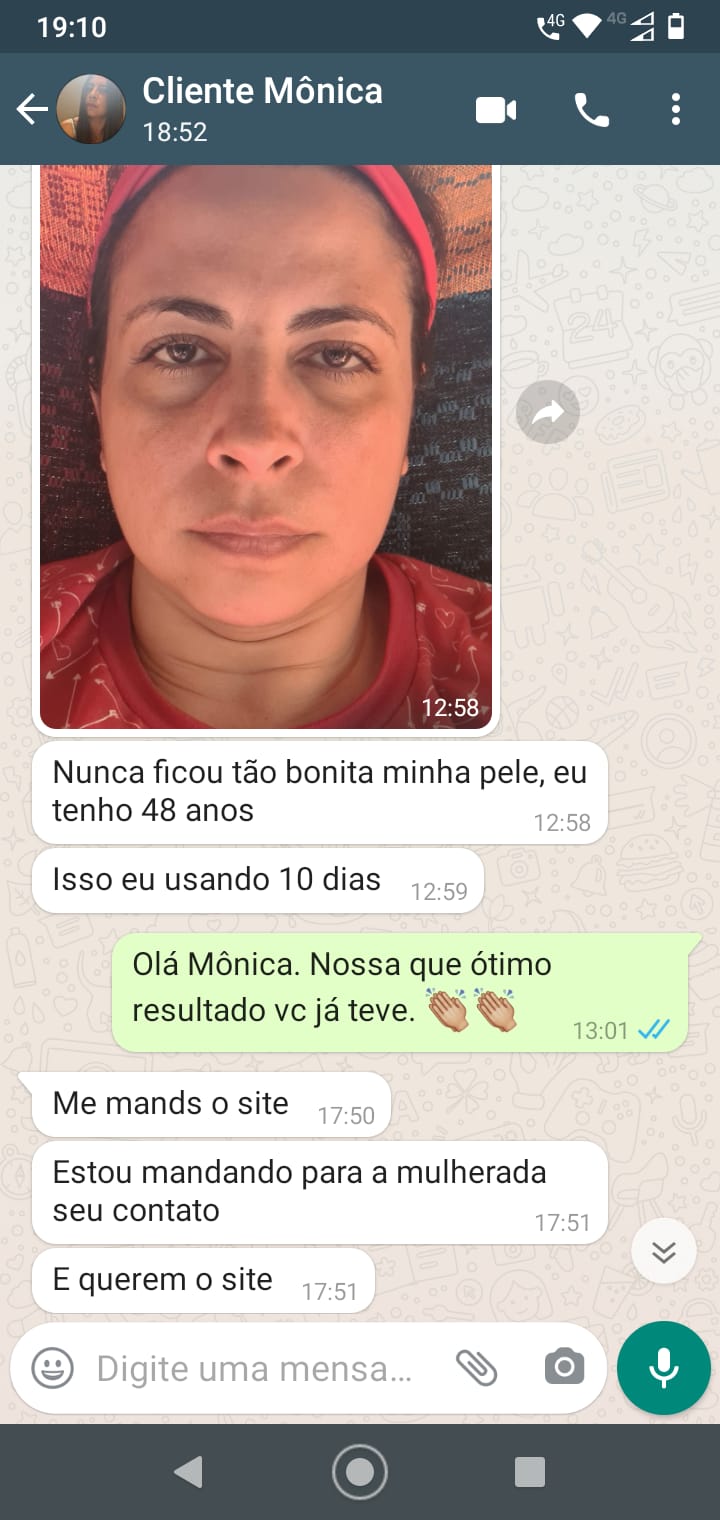 19:10
4G
4G
Cliente Mônica
18:52
24
12:58
Nunca ficou tão bonita minha pele, eu
tenho 48 anos
12:58
Isso eu usando 10 dias
12:59
Olá Mônica. Nossa que ótimo
resultado vc já teve. 👏🏼👏🏼
13:01
Me mands o site
17:50
Estou mandando para a mulherada
seu contato
17:51
E querem o site
17:51
Digite uma mensa...